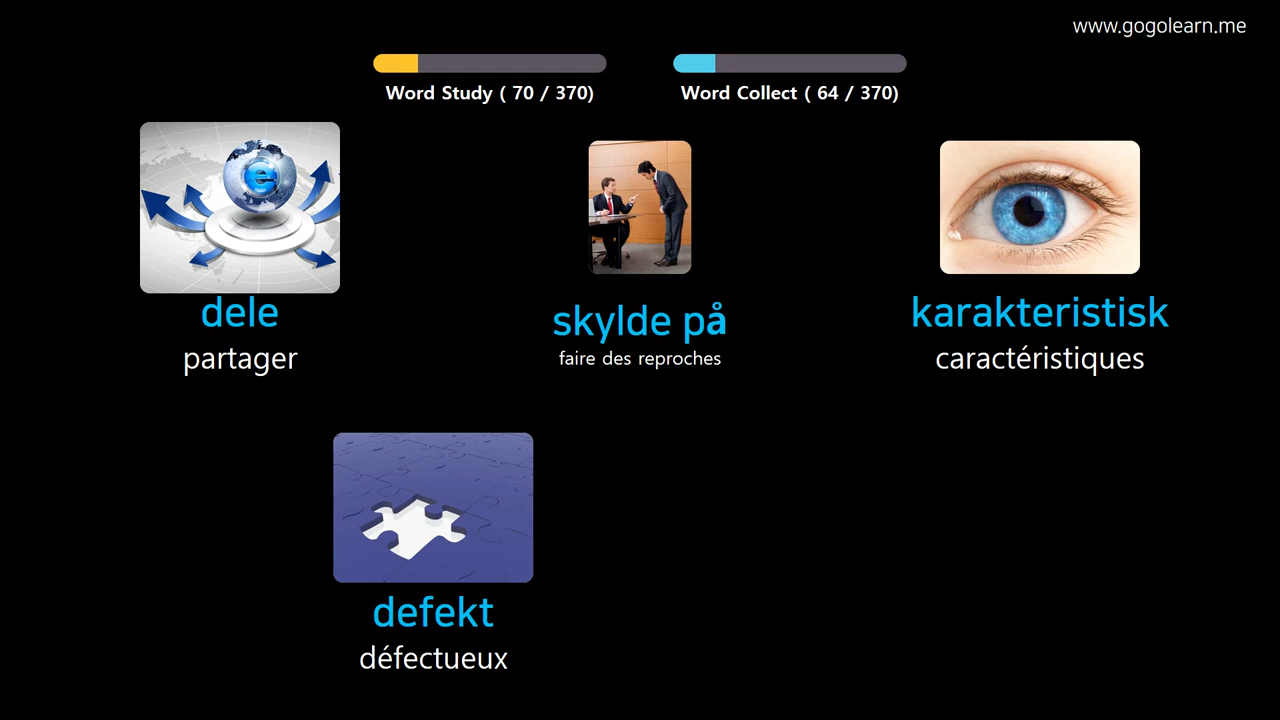 www.gogolearn.me
Word Study ( 70 / 370)
Word Collect ( 64 / 370)
e
dele
partager
skylde på
faire des reproches
karakteristisk
caractéristiques
defekt
défectueux